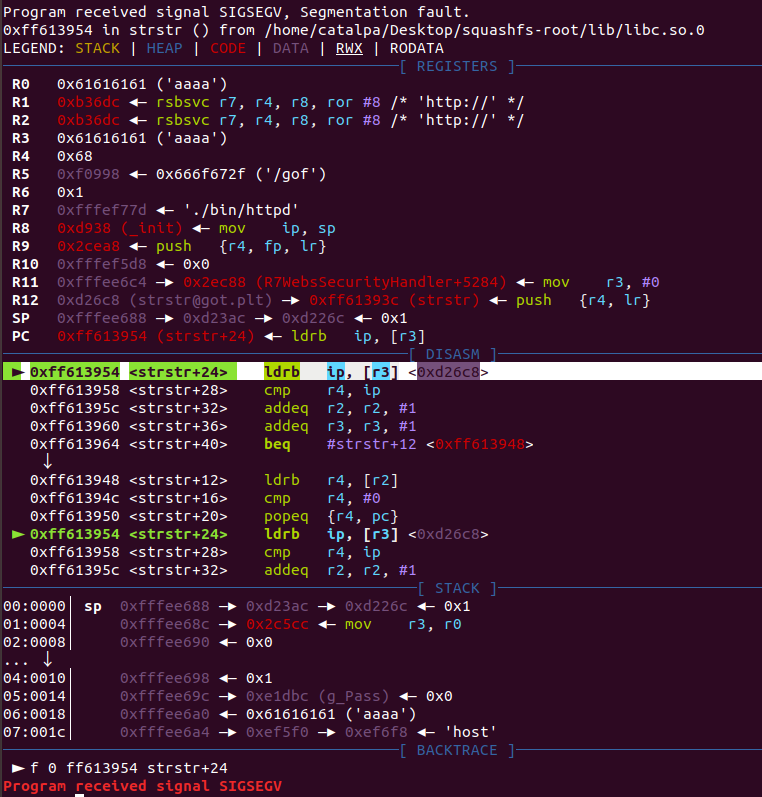 Program received signal SIGSEGV, Segmentation fault.
0xff613954 in strstr () from /home/catalpa/Desktop/squashfs-root/lib/libc.so.0
LEGEND: STACK | HEAP | CODE | DATA | RWX | RODATA
[ REGISTERS ]
R0 0x61616161 ('aaaa')
R1 0xb36dc ◂— rsbsvc r7, r4, r8, ror #8 /* 'http://' */
R2 0xb36dc ◂— rsbsvc r7, r4, r8, ror #8 /* 'http://' */
R3 0x61616161 ('aaaa')
R4 0x68
R5 0xf0998 ◂— 0x666f672f ('/gof')
R6 0x1
R7 0xfffef77d ◂— './bin/httpd'
R8 0xd938 (_init) ◂— mov ip, sp
R9 0x2cea8 ◂— push {r4, fp, lr}
R10 0xfffef5d8 ◂— 0x0
R11 0xfffee6c4 —▸ 0x2ec88 (R7WebsSecurityHandler+5284) ◂— mov r3, #0
R12 0xd26c8 (strstr@got.plt) —▸ 0xff61393c (strstr) ◂— push {r4, lr}
SP 0xfffee688 —▸ 0xd23ac —▸ 0xd226c ◂— 0x1
PC 0xff613954 (strstr+24) ◂— ldrb ip, [r3]
[ DISASM ]
► 0xff613954 <strstr+24> ldrb ip, [r3] <0xd26c8>
0xff613958 <strstr+28> cmp r4, ip
0xff61395c <strstr+32> addeq r2, r2, #1
0xff613960 <strstr+36> addeq r3, r3, #1
0xff613964 <strstr+40> beq #strstr+12 <0xff613948>
↓
0xff613948 <strstr+12> ldrb r4, [r2]
0xff61394c <strstr+16> cmp r4, #0
0xff613950 <strstr+20> popeq {r4, pc}
► 0xff613954 <strstr+24> ldrb ip, [r3] <0xd26c8>
0xff613958 <strstr+28> cmp r4, ip
0xff61395c <strstr+32> addeq r2, r2, #1
[ STACK ]
00:0000│ sp 0xfffee688 —▸ 0xd23ac —▸ 0xd226c ◂— 0x1
01:0004│ 0xfffee68c —▸ 0x2c5cc ◂— mov r3, r0
02:0008│ 0xfffee690 ◂— 0x0
... ↓
04:0010│ 0xfffee698 ◂— 0x1
05:0014│ 0xfffee69c —▸ 0xe1dbc (g_Pass) ◂— 0x0
06:0018│ 0xfffee6a0 ◂— 0x61616161 ('aaaa')
07:001c│ 0xfffee6a4 —▸ 0xef5f0 —▸ 0xef6f8 ◂— 'host'
[ BACKTRACE ]
► f 0 ff613954 strstr+24
Program received signal SIGSEGV